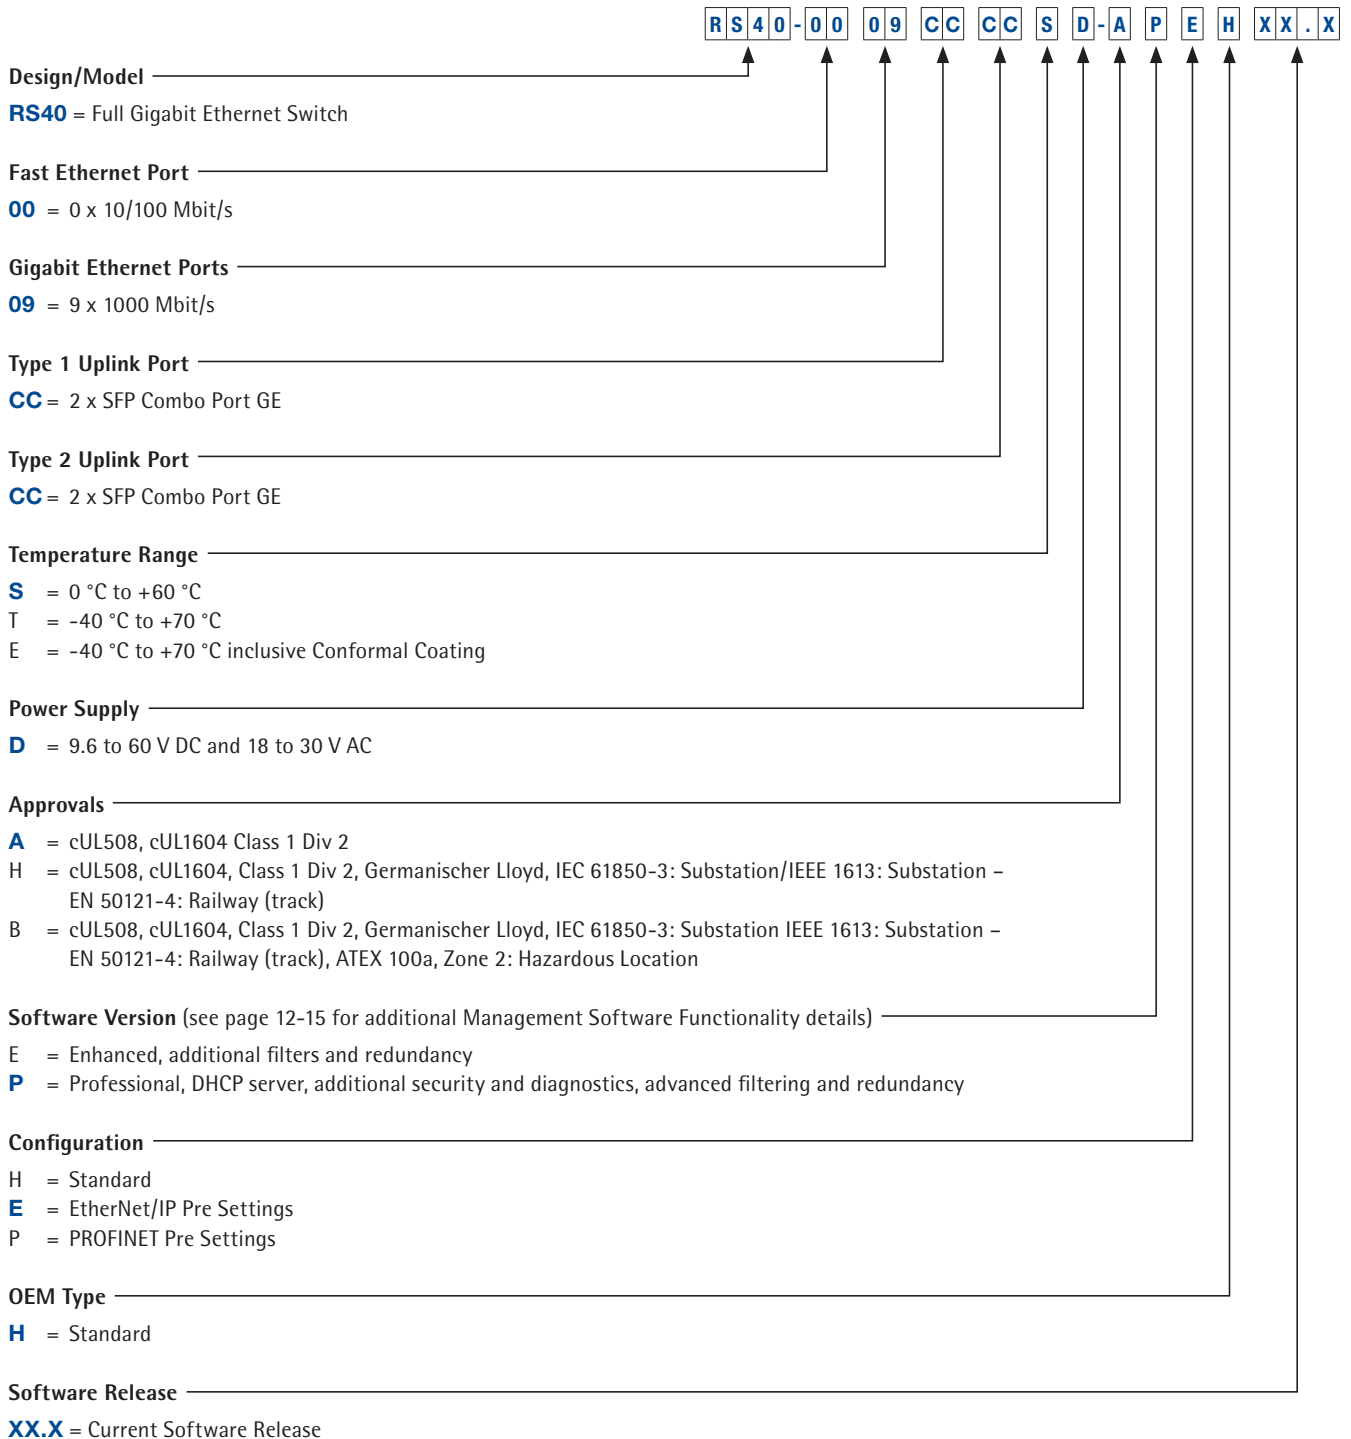 RS40-00 09 CC CC S D-A P E H XX.X
Design/Model
RS40 = Full Gigabit Ethernet Switch
Fast Ethernet Port
00 = 0 x 10/100 Mbit/s
Gigabit Ethernet Ports
09 = 9 x 1000 Mbit/s
Type 1 Uplink Port
CC = 2 x SFP Combo Port GE
Type 2 Uplink Port
CC = 2 x SFP Combo Port GE
Temperature Range
S = 0 °C to +60 °C
T = -40 °C to +70 °C
E = -40 °C to +70 °C inclusive Conformal Coating
Power Supply
D = 9.6 to 60 V DC and 18 to 30 V AC
Approvals
A = cUL508, cUL1604 Class 1 Div 2
H = cUL508, cUL1604, Class 1 Div 2, Germanischer Lloyd, IEC 61850-3: Substation/IEEE 1613: Substation –
EN 50121-4: Railway (track)
B = cUL508, cUL1604, Class 1 Div 2, Germanischer Lloyd, IEC 61850-3: Substation IEEE 1613: Substation –
EN 50121-4: Railway (track), ATEX 100a, Zone 2: Hazardous Location
Software Version (see page 12-15 for additional Management Software Functionality details)
E = Enhanced, additional filters and redundancy
P = Professional, DHCP server, additional security and diagnostics, advanced filtering and redundancy
Configuration
H = Standard
E = EtherNet/IP Pre Settings
P = PROFINET Pre Settings
OEM Type
H = Standard
Software Release
XX.X = Current Software Release